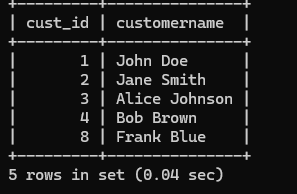 +---------+---------------+
| cust_id | customername  |
+---------+---------------+
|       1 | John Doe      |
|       2 | Jane Smith    |
|       3 | Alice Johnson |
|       4 | Bob Brown     |
|       8 | Frank Blue    |
+---------+---------------+
5 rows in set (0.04 sec)